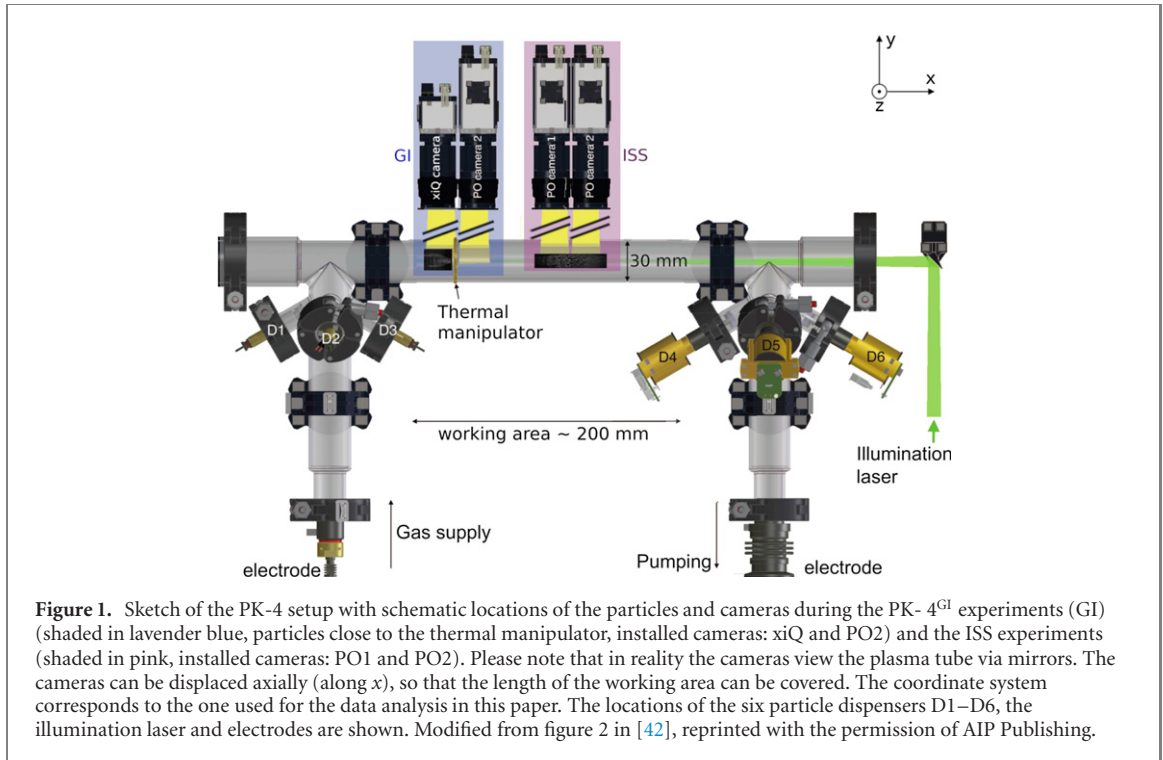 y
x
z
GI
xiQ camera
PO camera 2
PO camera 1
PO camera 2
ISS
30 mm
Thermal
manipulator
D1
D2
D3
D4
D5
D6
working area ~ 200 mm
Illumination
laser
Gas supply
Pumping
electrode
electrode
Figure 1. Sketch of the PK-4 setup with schematic locations of the particles and cameras during the PK- 4GI experiments (GI)
(shaded in lavender blue, particles close to the thermal manipulator, installed cameras: xiQ and PO2) and the ISS experiments
(shaded in pink, installed cameras: PO1 and PO2). Please note that in reality the cameras view the plasma tube via mirrors. The
cameras can be displaced axially (along x), so that the length of the working area can be covered. The coordinate system
corresponds to the one used for the data analysis in this paper. The locations of the six particle dispensers D1–D6, the
illumination laser and electrodes are shown. Modified from figure 2 in [42], reprinted with the permission of AIP Publishing.